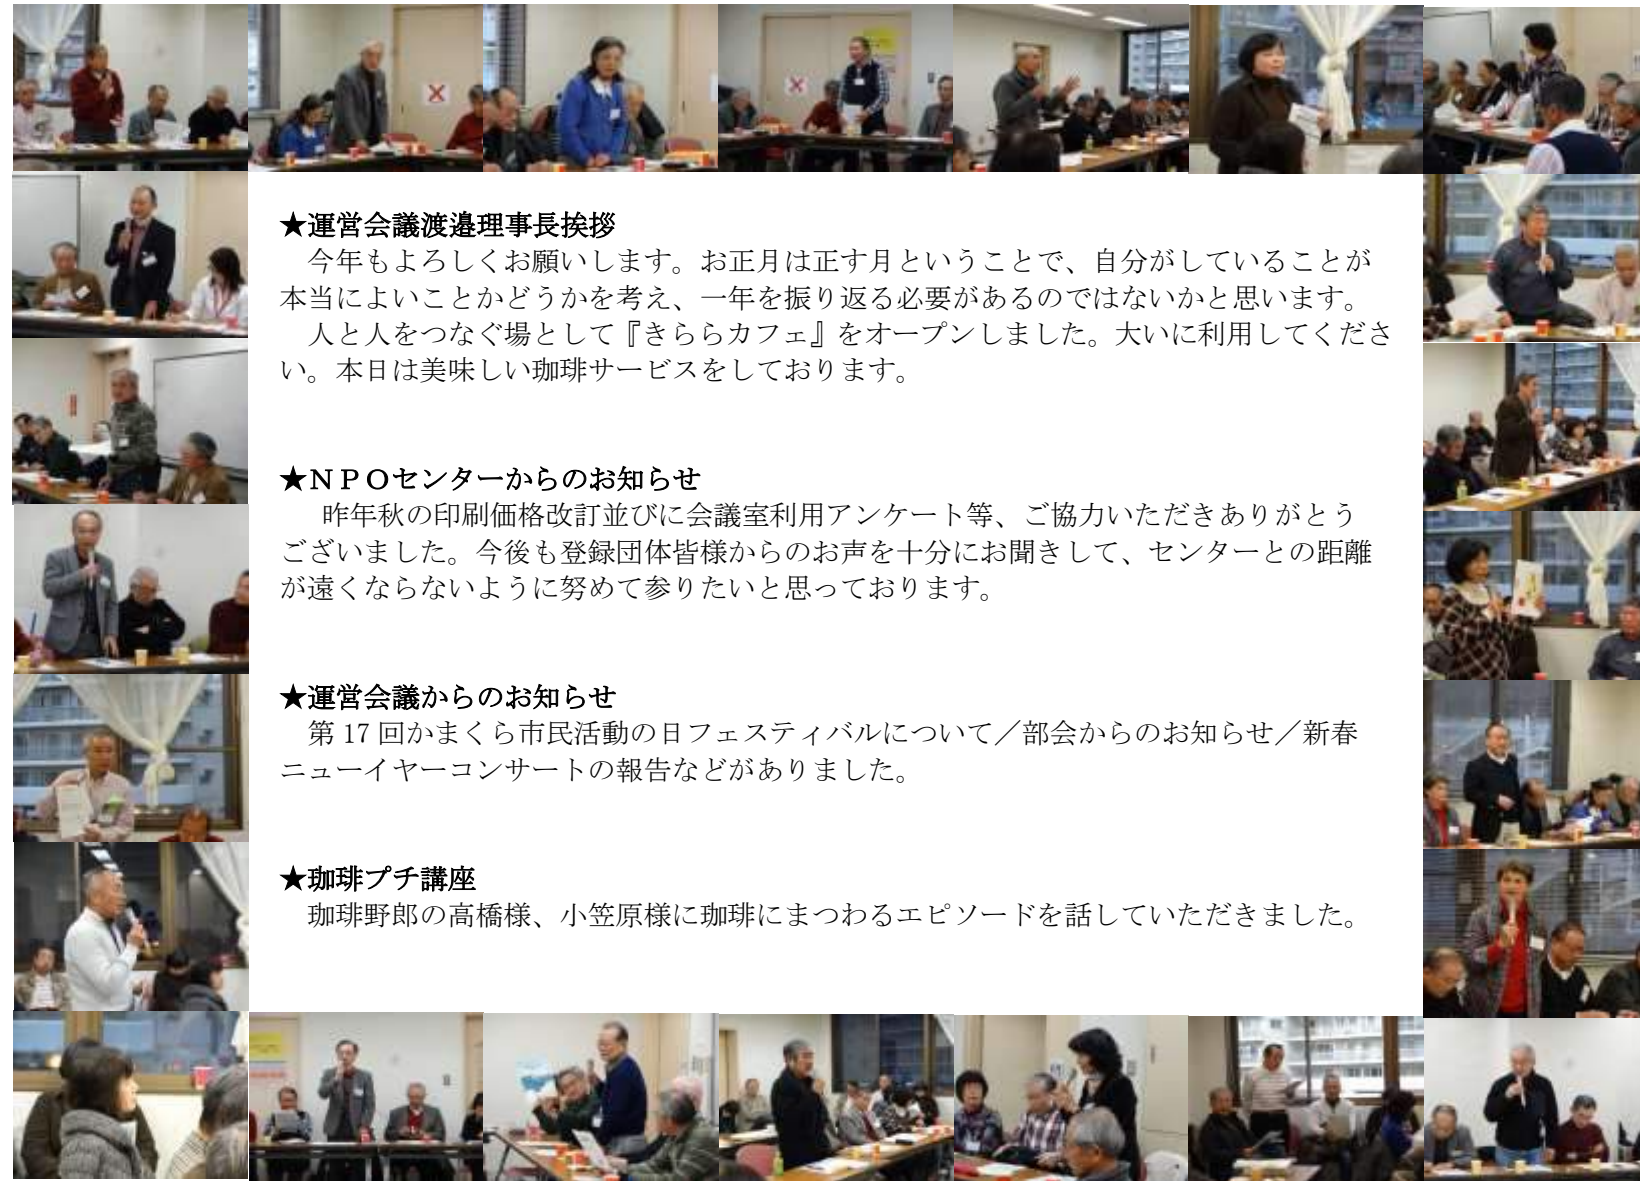 ★運営会議渡邉理事長挨拶
今年もよろしくお願いします。お正月は正す月ということで、自分がしていることが
本当によいことかどうかを考え、一年を振り返る必要があるのではないかと思います。
人と人をつなぐ場として『きららカフェ』をオープンしました。大いに利用してくださ
い。本日は美味しい珈琲サービスをしております。
★ＮＰＯセンターからのお知らせ
昨年秋の印刷価格改訂並びに会議室利用アンケート等、ご協力いただきありがとう
ございました。今後も登録団体皆様からのお声を十分にお聞きして、センターとの距離
が遠くならないように努めて参りたいと思っております。
★運営会議からのお知らせ
第 17 回かまくら市民活動の日フェスティバルについて／部会からのお知らせ／新春
ニューイヤーコンサートの報告などがありました。
★珈琲プチ講座
珈琲野郎の高橋様、小笠原様に珈琲にまつわるエピソードを話していただきました。